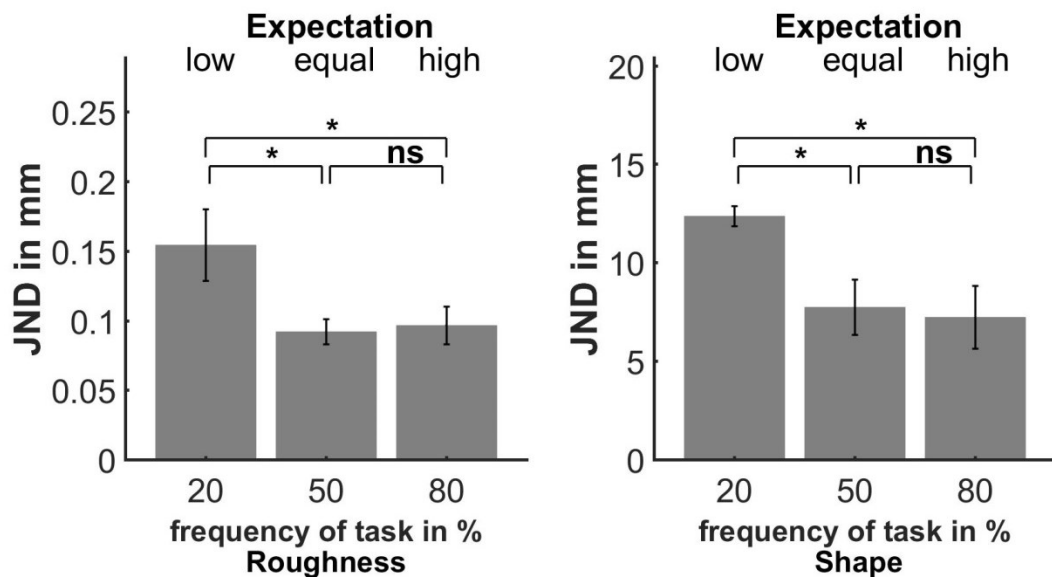 Expectation
low equal high
0.25
0.2
0.15
0.1
0.05
0
JND in mm
*
*
ns
20 50 80
frequency of task in %
Roughness
Expectation
low equal high
20
15
10
5
0
JND in mm
*
*
ns
20 50 80
frequency of task in %
Shape